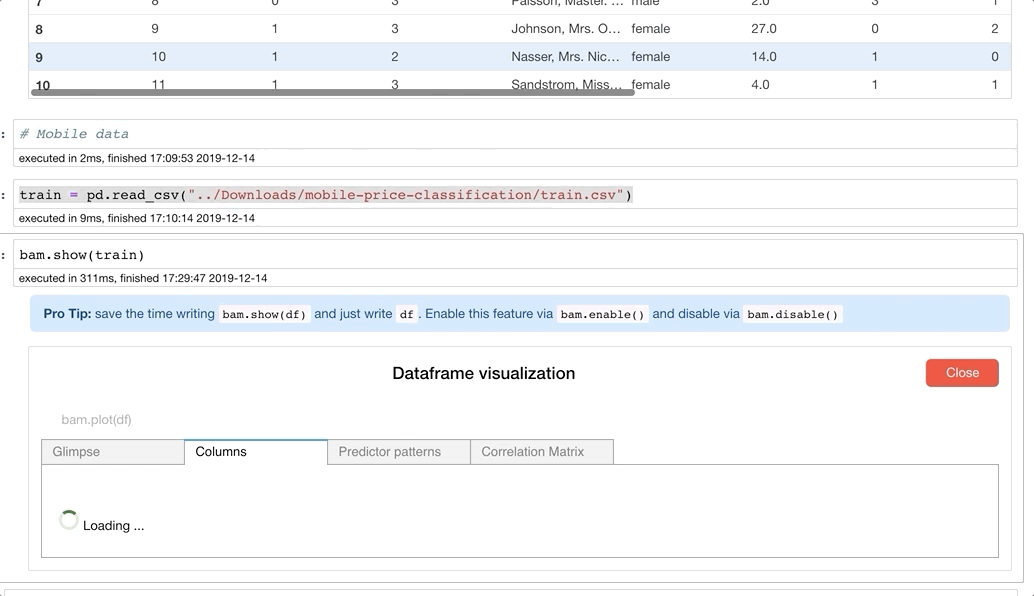 7 8 0 3 Palsson, Master. ... male 2.0 3 1
8 9 1 3 Johnson, Mrs. O... female 27.0 0 2
9 10 1 2 Nasser, Mrs. Nic... female 14.0 1 0
10 11 1 3 Sandstrom, Miss... female 4.0 1 1
: # Mobile data
executed in 2ms, finished 17:09:53 2019-12-14
: train = pd.read_csv("../Downloads/mobile-price-classification/train.csv")
executed in 9ms, finished 17:10:14 2019-12-14
: bam.show(train)
executed in 311ms, finished 17:29:47 2019-12-14
Pro Tip: save the time writing bam.show(df) and just write df . Enable this feature via bam.enable() and disable via bam.disable()
Dataframe visualization Close
bam.plot(df)
Glimpse Columns Predictor patterns Correlation Matrix
Loading ...